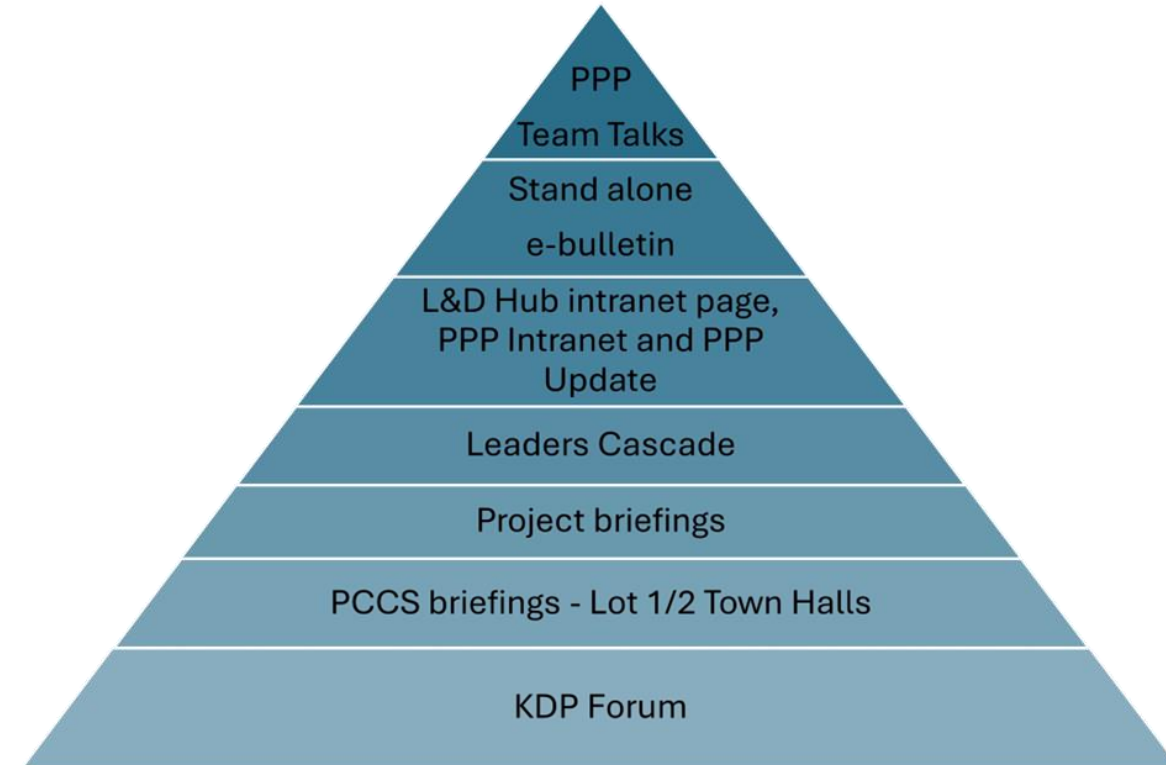 PPP
Team Talks
Stand alone
e-bulletin
L&D Hub intranet page,
PPP Intranet and PPP
Update
Leaders Cascade
Project briefings
PCCS briefings - Lot 1/2 Town Halls
KDP Forum